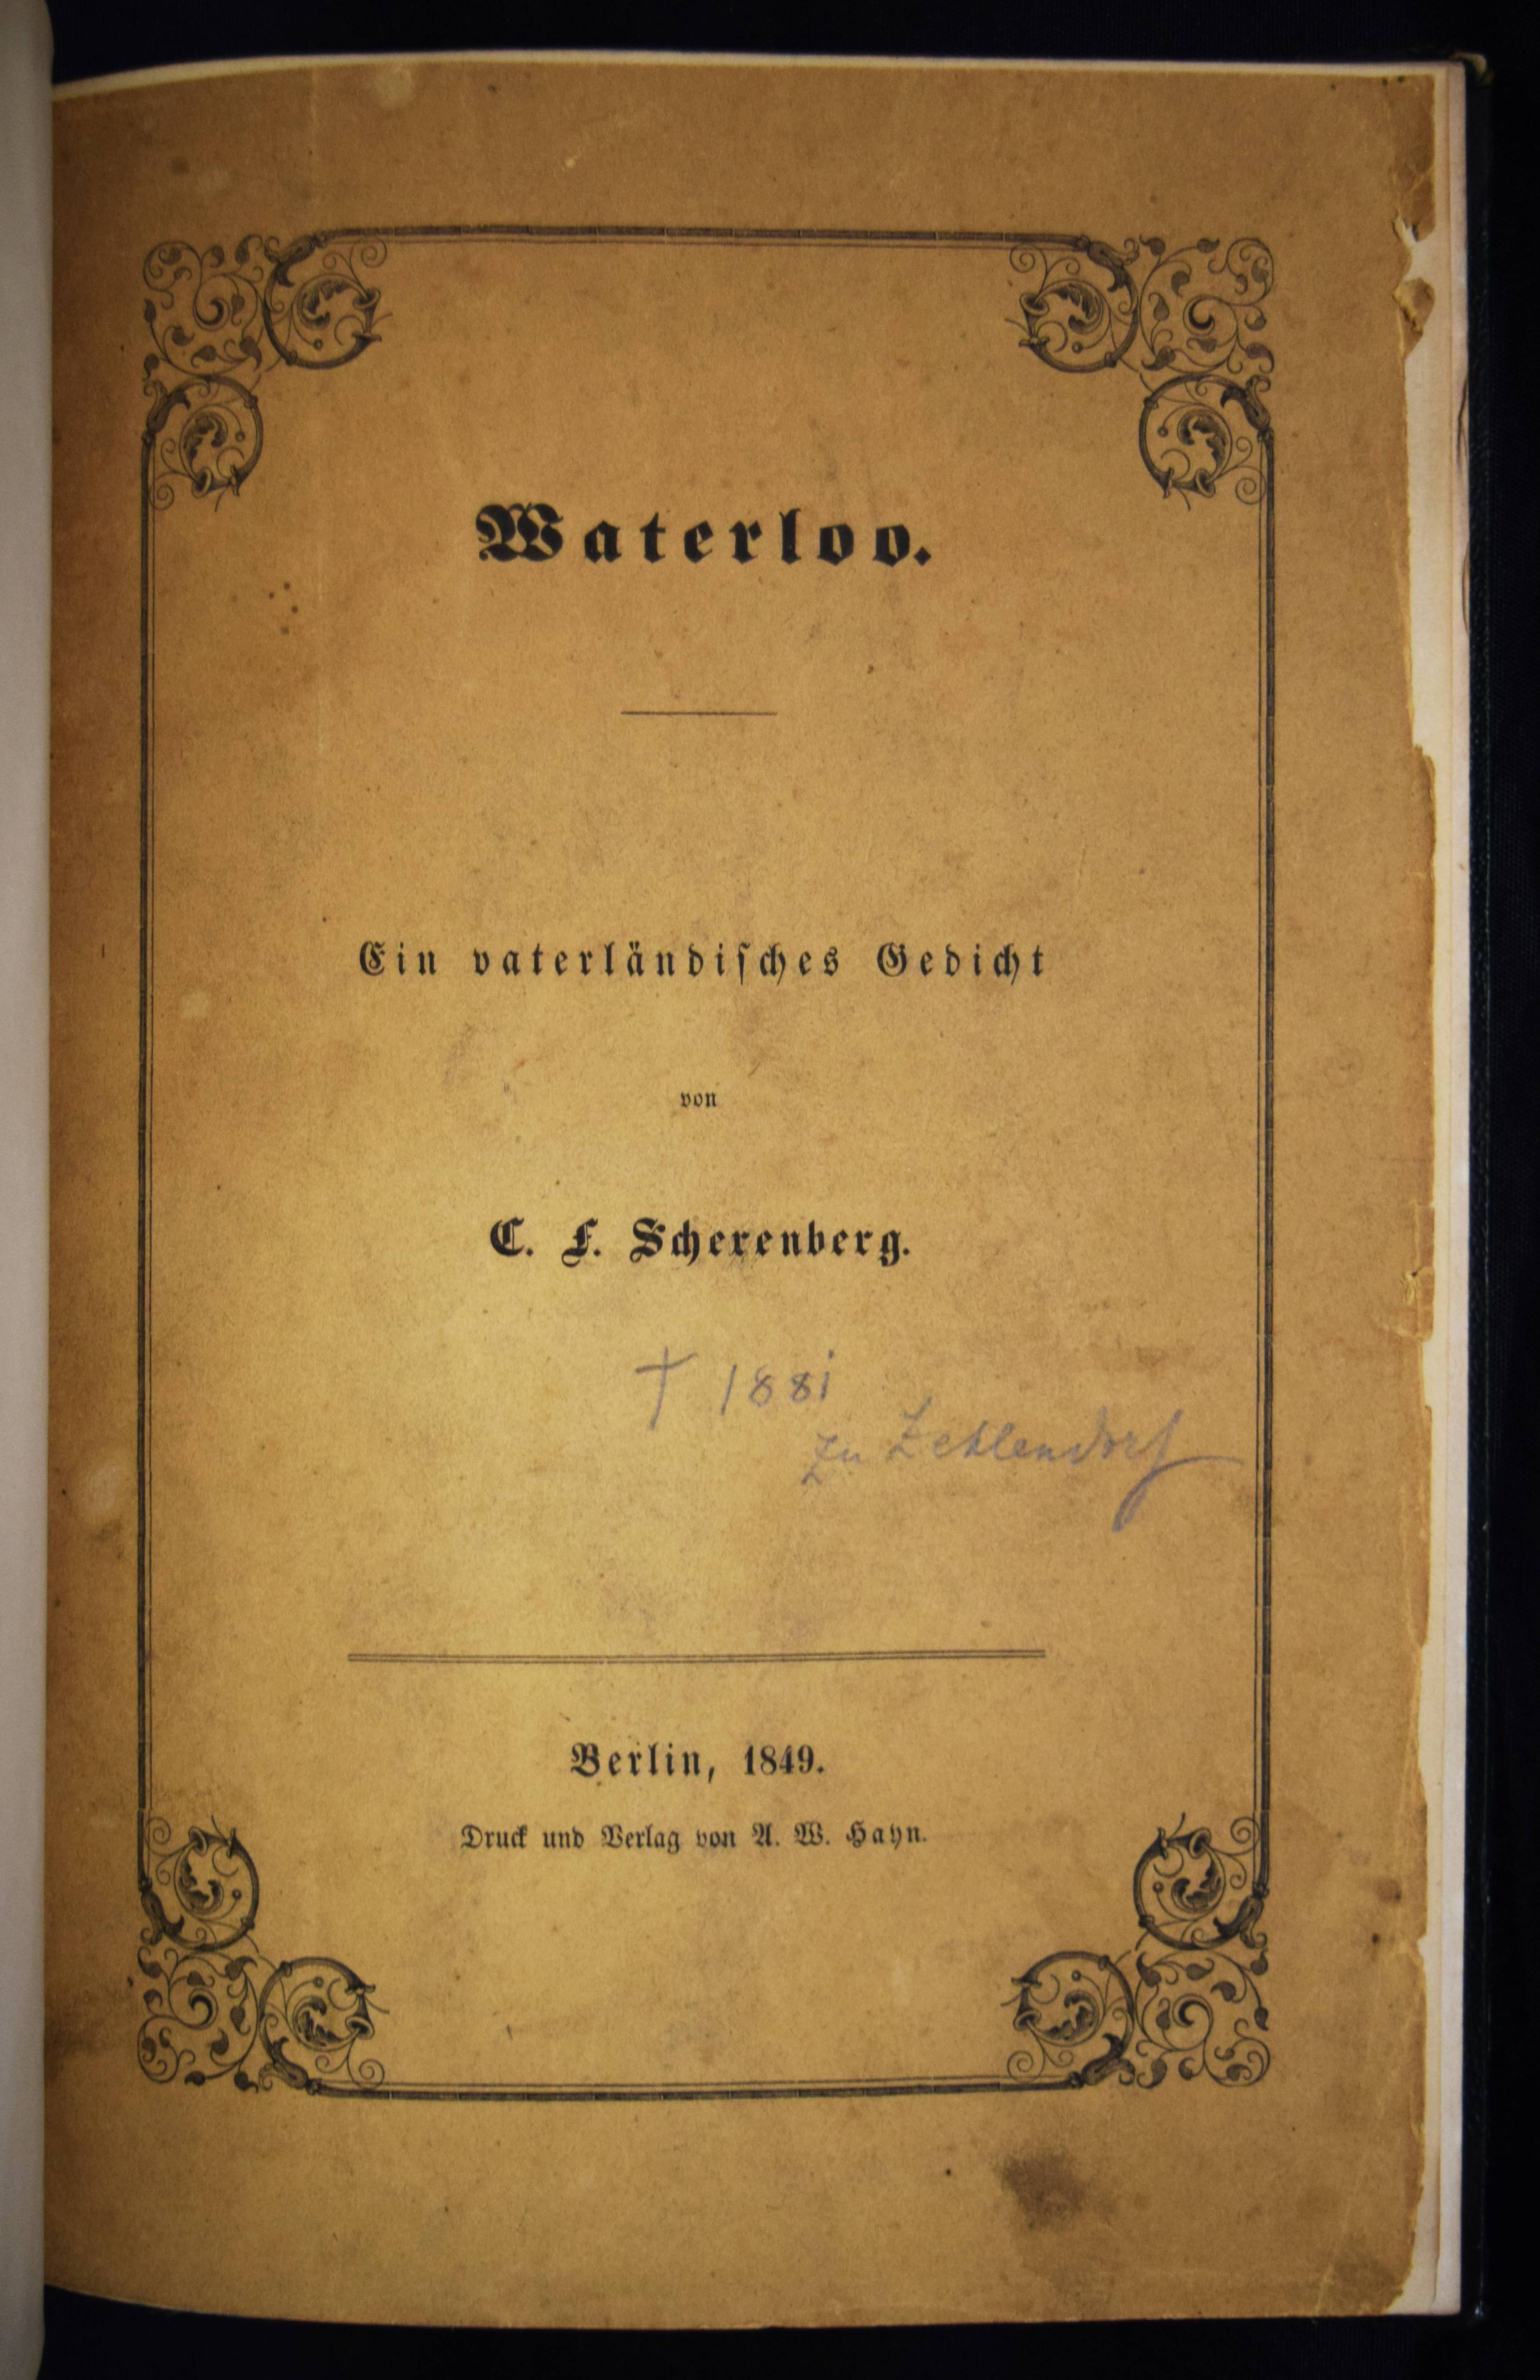 Waterloo.
Ein vaterländiſches Gedicht
von
C. F. Scherenberg.
† 1881
zu Zehlendorf
Berlin, 1849.
Druck und Verlag von A. W. Hayn.